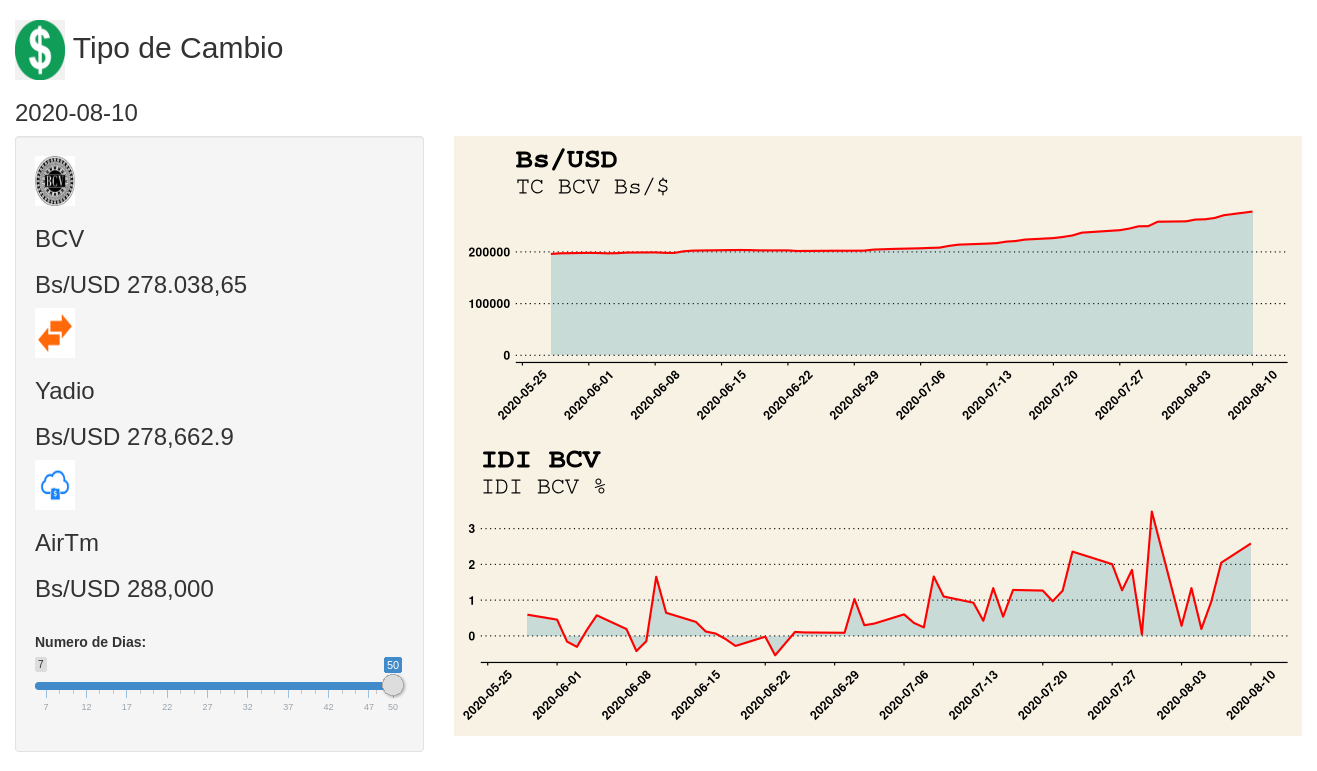 $ Tipo de Cambio
2020-08-10
BCV
BCV
Bs/USD 278.038,65
Yadio
Bs/USD 278,662.9
$
AirTm
Bs/USD 288,000
Numero de Dias:
7 50
7 12 17 22 27 32 37 42 47 50
Bs/USD
TC BCV Bs/$
200000
100000
0
2020-05-25 2020-06-01 2020-06-08 2020-06-15 2020-06-22 2020-06-29 2020-07-06 2020-07-13 2020-07-20 2020-07-27 2020-08-03 2020-08-10
IDI BCV
IDI BCV %
3
2
1
0
2020-05-25 2020-06-01 2020-06-08 2020-06-15 2020-06-22 2020-06-29 2020-07-06 2020-07-13 2020-07-20 2020-07-27 2020-08-03 2020-08-10